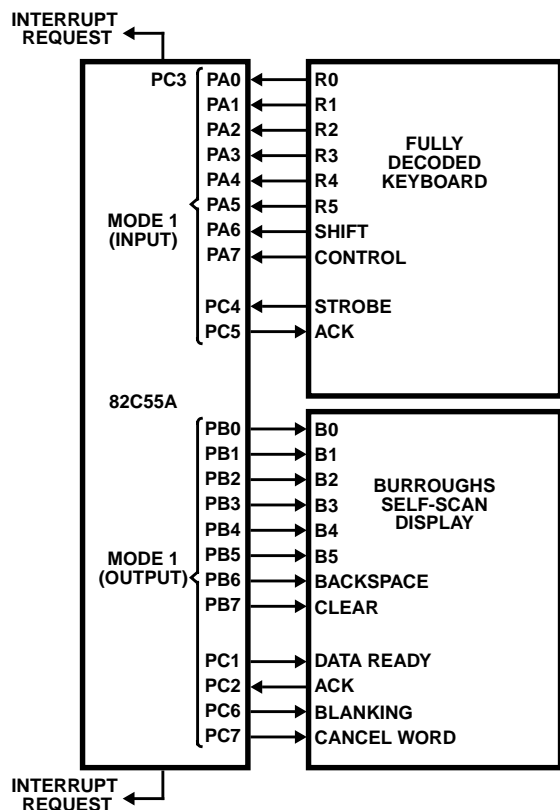 INTERRUPT
REQUEST
PC3 PA0 R0
PA1 R1
PA2 R2
PA3 R3
PA4 R4
PA5 R5
PA6 SHIFT
PA7 CONTROL
PC4 STROBE
PC5 ACK
MODE 1
(INPUT)
FULLY
DECODED
KEYBOARD
82C55A
PB0 B0
PB1 B1
PB2 B2
PB3 B3
PB4 B4
PB5 B5
PB6 BACKSPACE
PB7 CLEAR
PC1 DATA READY
PC2 ACK
PC6 BLANKING
PC7 CANCEL WORD
MODE 1
(OUTPUT)
BURROUGHS
SELF-SCAN
DISPLAY
INTERRUPT
REQUEST